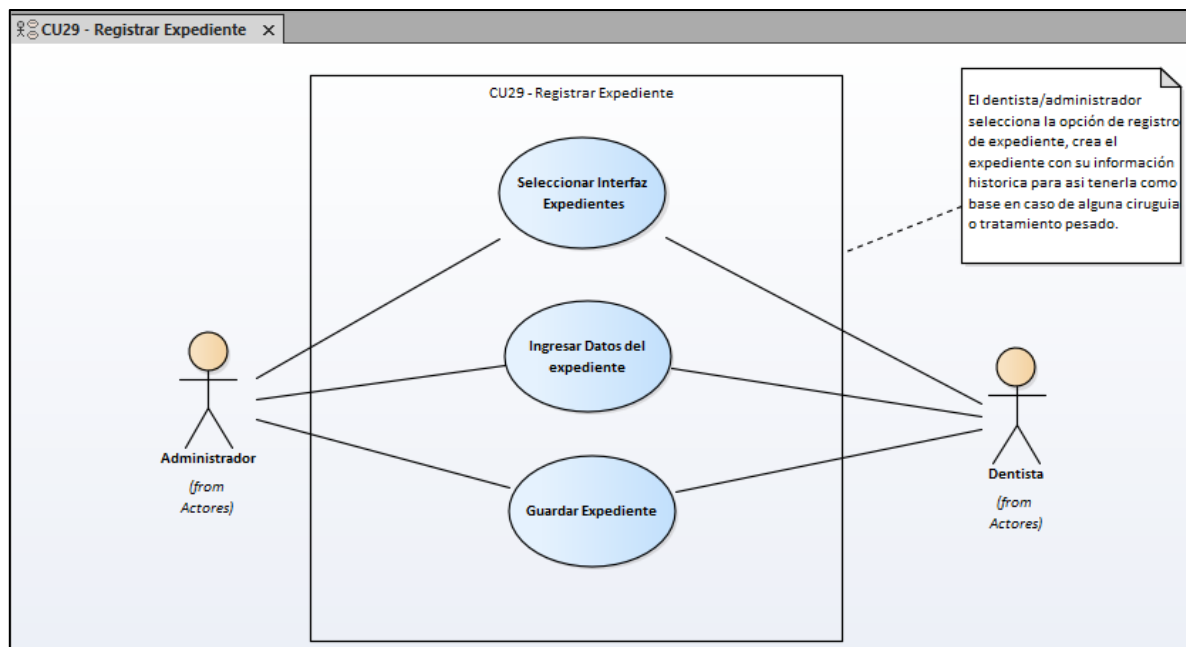 CU29 - Registrar Expediente X
CU29 - Registrar Expediente
El dentista/administrador
selecciona la opción de registro
de expediente, crea el
expediente con su información
historica para asi tenerla como
base en caso de alguna ciruguia
o tratamiento pesado.
Seleccionar Interfaz
Expedientes
Ingresar Datos del
expediente
Administrador
(from
Actores)
Dentista
(from
Actores)
Guardar Expediente